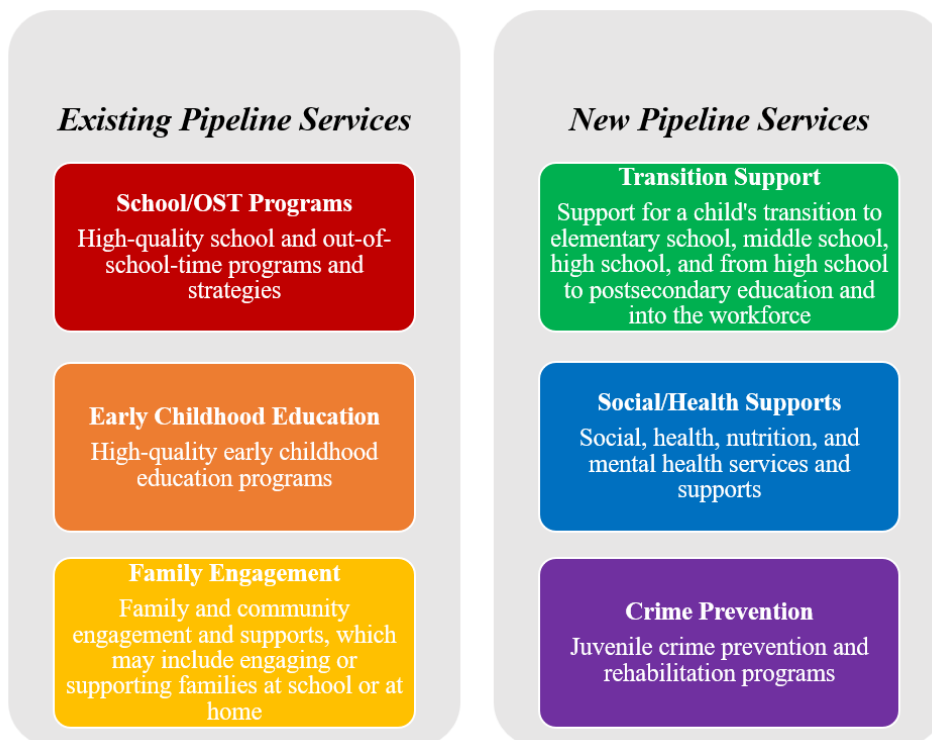 Existing Pipeline Services
School/OST Programs
High-quality school and out-of-
school-time programs and
strategies
Early Childhood Education
High-quality early childhood
education programs
Family Engagement
Family and community
engagement and supports, which
may include engaging or
supporting families at school or at
home
New Pipeline Services
Transition Support
Support for a child's transition to
elementary school, middle school,
high school, and from high school
to postsecondary education and
into the workforce
Social/Health Supports
Social, health, nutrition, and
mental health services and
supports
Crime Prevention
Juvenile crime prevention and
rehabilitation programs